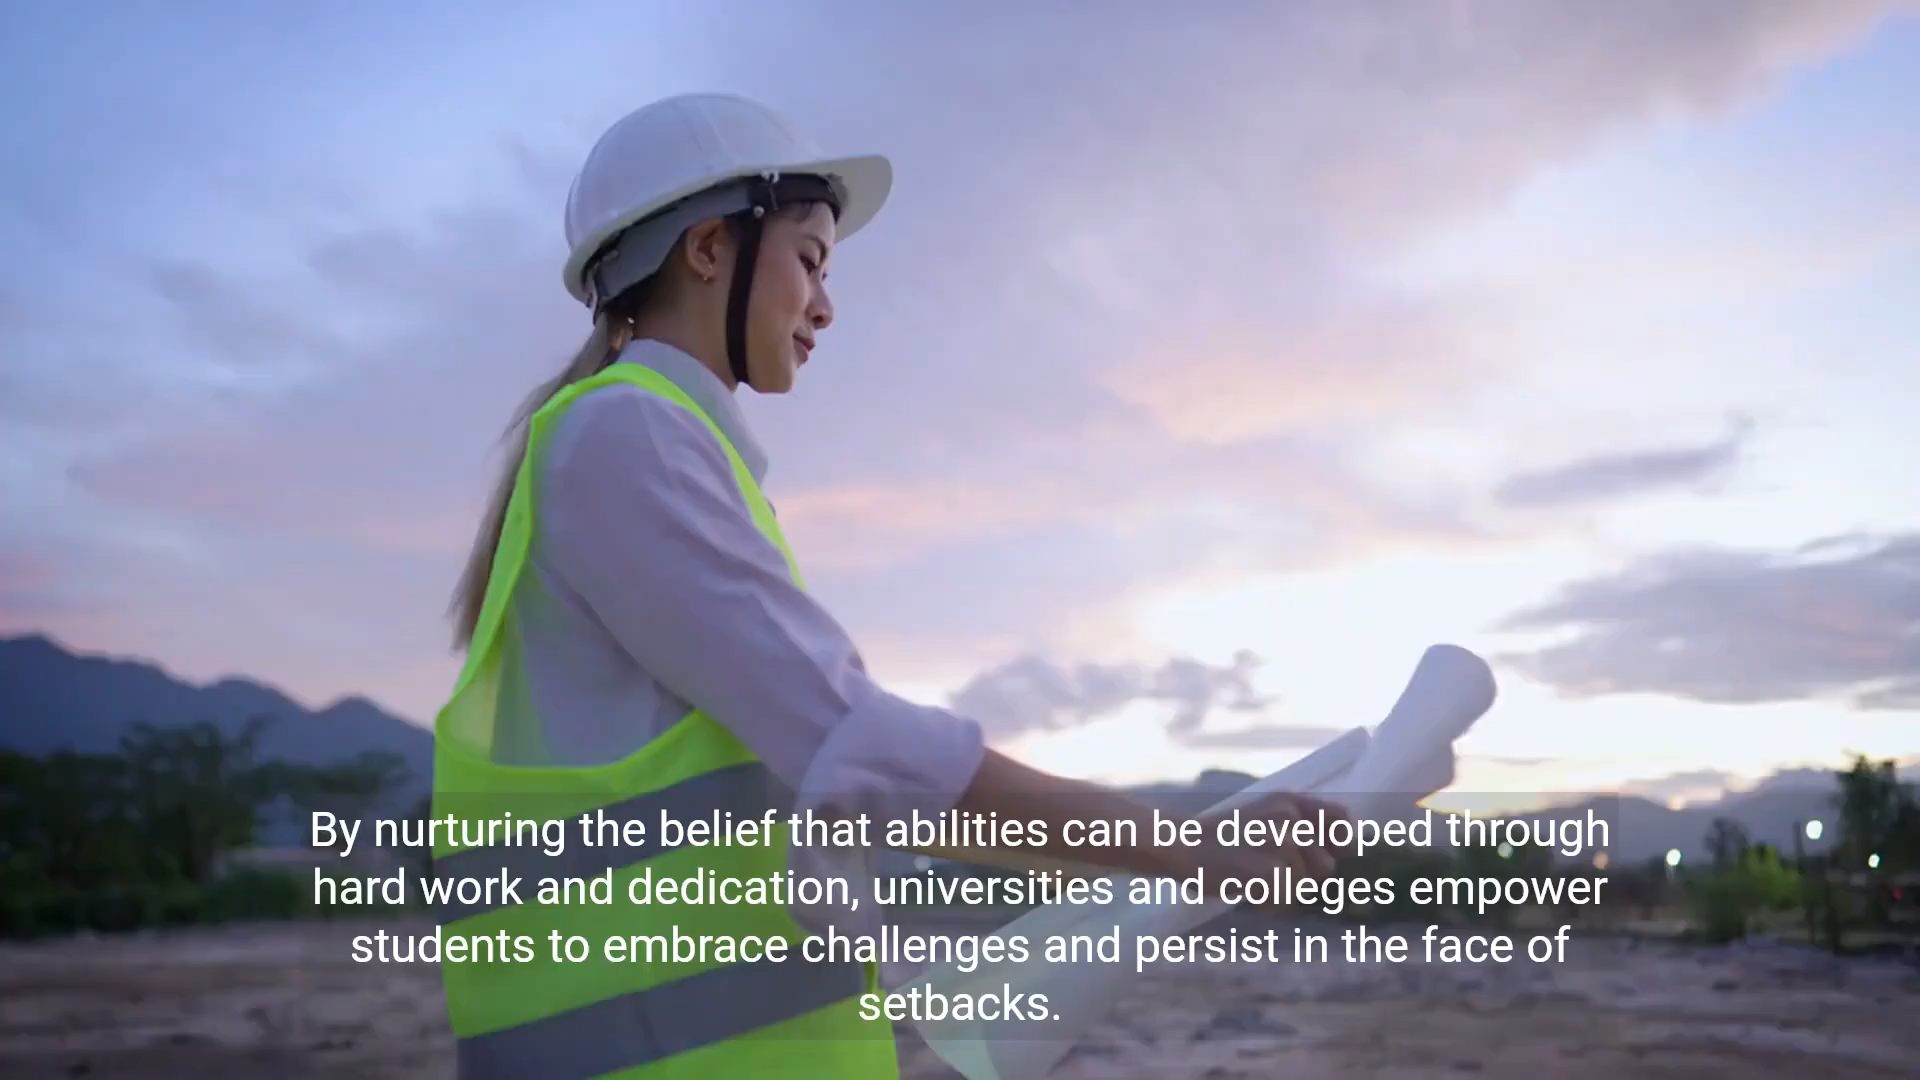 By nurturing the belief that abilities can be developed through
hard work and dedication, universities and colleges empower
students to embrace challenges and persist in the face of
setbacks.